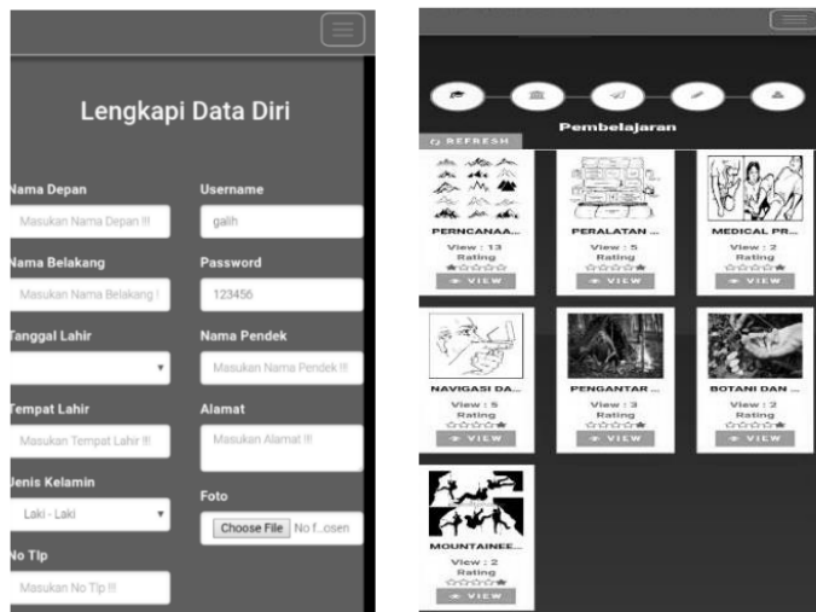 Lengkapi Data Diri
Nama Depan
Masukan Nama Depan !!!
Nama Belakang
Masukan Nama Belakang !
Tanggal Lahir
Tempat Lahir
Masukan Tempat Lahir !!!
Jenis Kelamin
Laki - Laki
No Tlp
Masukan No Tlp !!!
Username
galih
Password
123456
Nama Pendek
Masukan Nama Pendek !!!
Alamat
Masukan Alamat !!!
Foto
Choose File No f...osen
Pembelajaran
REFRESH
PERNCANAA...
View : 13
Rating
VIEW
PERALATAN ...
View : 5
Rating
VIEW
MEDICAL PR...
View : 2
Rating
VIEW
NAVIGASI DA...
View : 5
Rating
VIEW
PENGANTAR ...
View : 3
Rating
VIEW
BOTANI DAN ...
View : 2
Rating
VIEW
MOUNTAINEE...
View : 2
Rating
VIEW